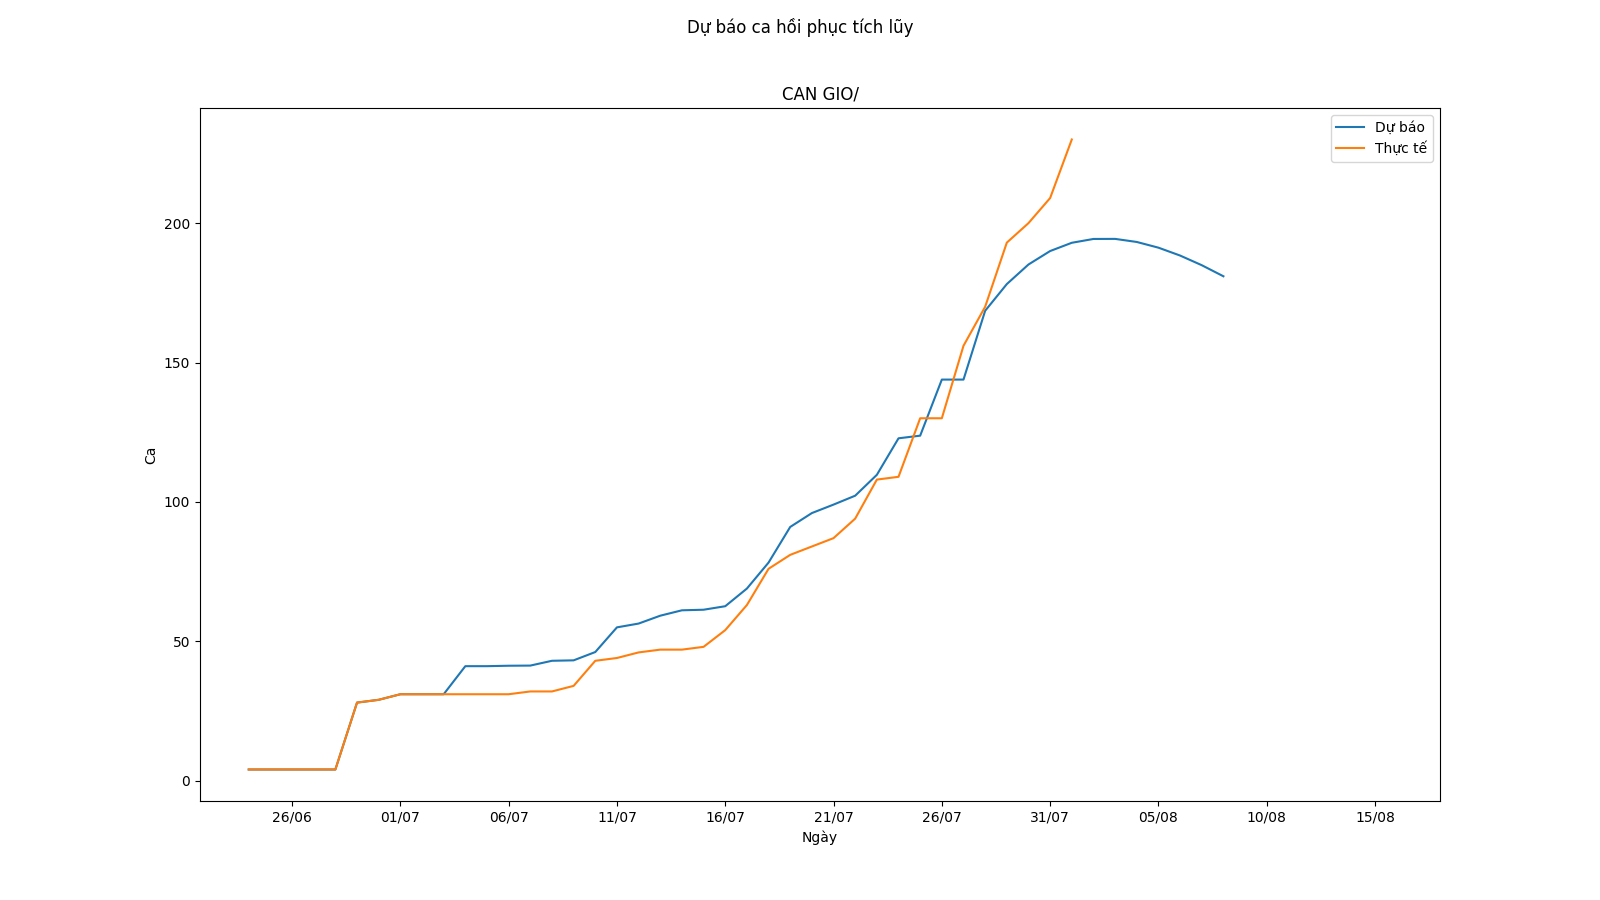 Dự báo ca hồi phục tích lũy
CAN GIO/
Dự báo
Thực tế
200
150
100
50
0
Ca
26/06 01/07 06/07 11/07 16/07 21/07 26/07 31/07 05/08 10/08 15/08
Ngày